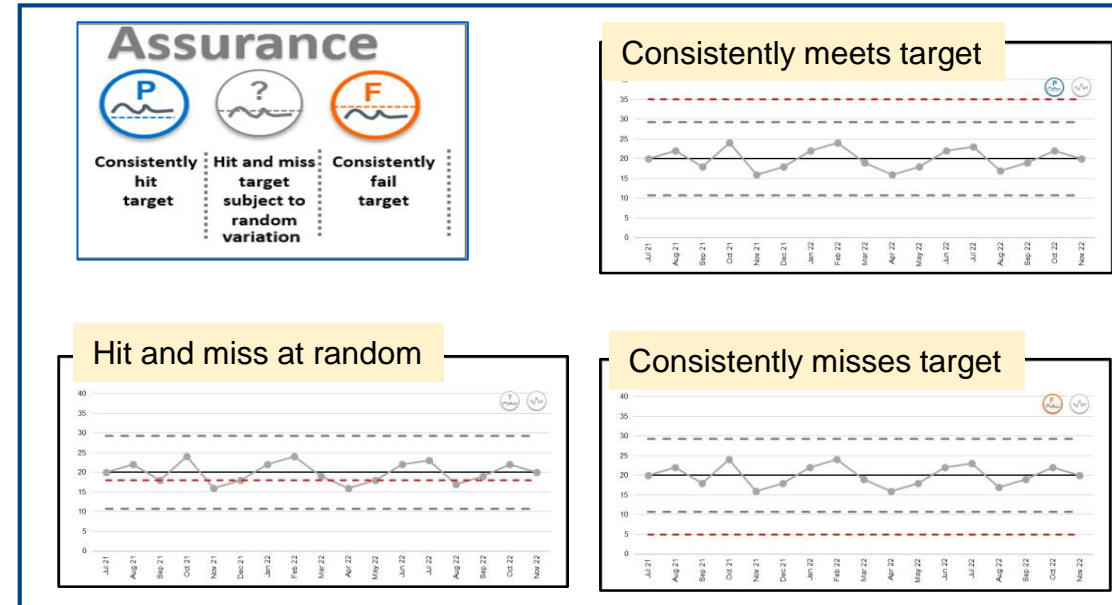 Assurance
P ? F
Consistently hit target
Hit and miss target subject to random variation
Consistently fail target
Consistently meets target
P
35
30
25
20
15
10
5
0
Jul 21 Aug 21 Sep 21 Oct 21 Nov 21 Dec 21 Jan 22 Feb 22 Mar 22 Apr 22 May 22 Jun 22 Jul 22 Aug 22 Sep 22 Oct 22 Nov 22
Hit and miss at random
?
40
35
30
25
20
15
10
5
0
Jul 21 Aug 21 Sep 21 Oct 21 Nov 21 Dec 21 Jan 22 Feb 22 Mar 22 Apr 22 May 22 Jun 22 Jul 22 Aug 22 Sep 22 Oct 22 Nov 22
Consistently misses target
F
40
35
30
25
20
15
10
5
0
Jul 21 Aug 21 Sep 21 Oct 21 Nov 21 Dec 21 Jan 22 Feb 22 Mar 22 Apr 22 May 22 Jun 22 Jul 22 Aug 22 Sep 22 Oct 22 Nov 22